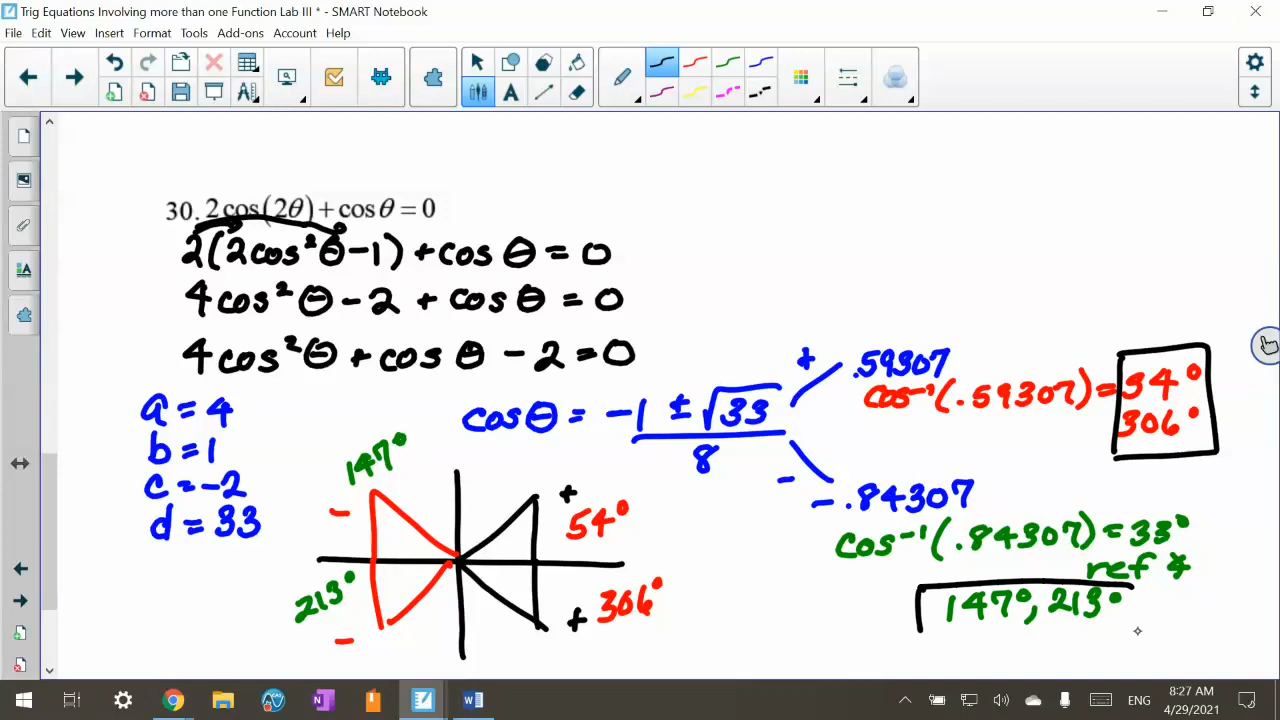 Trig Equations Involving more than one Function Lab III * - SMART Notebook
File Edit View Insert Format Tools Add-ons Account Help
30. 2cos(2θ)+cosθ=0
2(2cos²θ-1)+cosθ=0
4cos²θ-2+cosθ=0
4cos²θ+cosθ-2=0
a=4
b=1
c=-2
d=33
cosθ= -1 ± √33
8
+ .59307
cos⁻¹(.59307)=54°
306°
- -.84307
cos⁻¹(.84307)=33°
ref ∡
147°, 213°
147°
- + 54°
213° + 306°
-
ENG
8:27 AM
4/29/2021